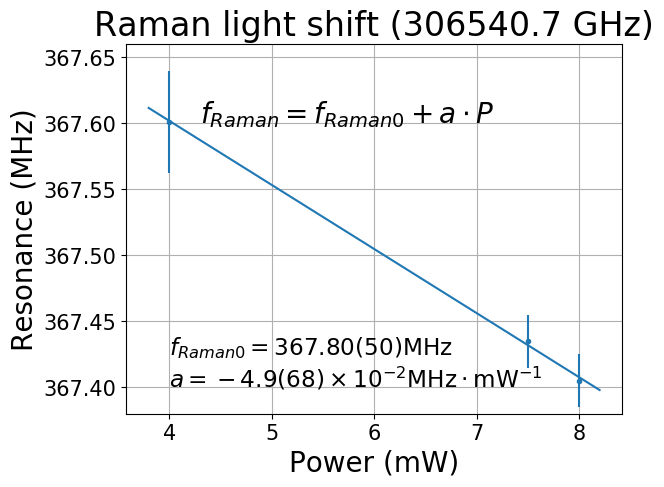 Raman light shift (306540.7 GHz)
367.65
367.60
367.55
367.50
367.45
367.40
Resonance (MHz)
f_{Raman} = f_{Raman0} + a · P
f_{Raman0} = 367.80(50)MHz
a = −4.9(68) × 10^{−2}MHz · mW^{−1}
4 5 6 7 8
Power (mW)